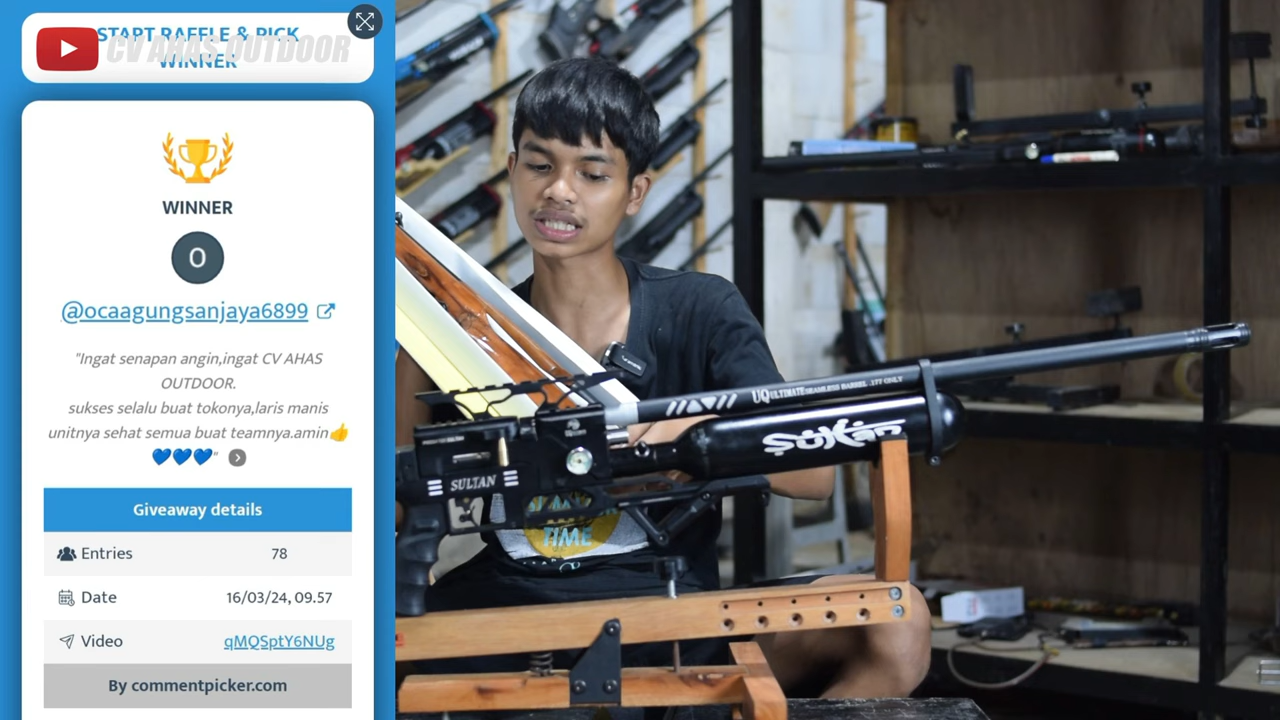 START RAFFLE & PICK
WINNER
CV AHAS OUTDOOR
WINNER
O
@ocaagungsanjaya6899
"Ingat senapan angin,ingat CV AHAS
OUTDOOR.
sukses selalu buat tokonya,laris manis
unitnya sehat semua buat teamnya.amin👍
💙💙💙"
Giveaway details
Entries 78
Date 16/03/24, 09.57
Video qMQSptY6NUg
By commentpicker.com
UQ ULTIMATE SEAMLESS BARREL .177 ONLY
Sultan
SULTAN
TIME